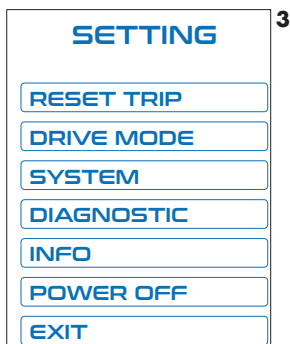 SETTING
3
RESET TRIP
DRIVE MODE
SYSTEM
DIAGNOSTIC
INFO
POWER OFF
EXIT